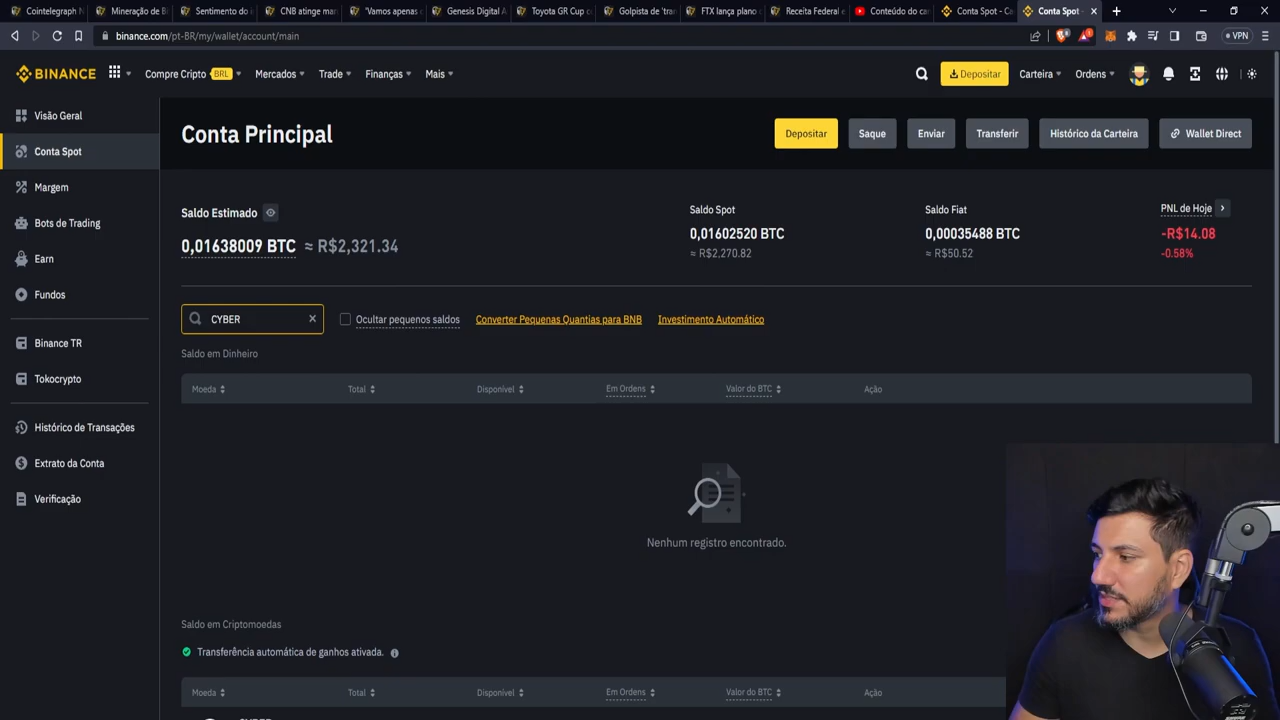 Cointelegraph N
Mineração de B
Sentimento do i
CNB atinge mar
'Vamos apenas
Genesis Digital A
Toyota GR Cup c
Golpista de 'tran
FTX lança plano
Receita Federal e
Conteúdo do car
Conta Spot - Ca
Conta Spot -
binance.com/pt-BR/my/wallet/account/main
VPN
BINANCE
Compre Cripto BRL
Mercados
Trade
Finanças
Mais
Depositar
Carteira
Ordens
Visão Geral
Conta Spot
Margem
Bots de Trading
Earn
Fundos
Binance TR
Tokocrypto
Histórico de Transações
Extrato da Conta
Verificação
Conta Principal
Depositar
Saque
Enviar
Transferir
Histórico da Carteira
Wallet Direct
Saldo Estimado
0,01638009 BTC ≈ R$2,321.34
Saldo Spot
0,01602520 BTC
≈ R$2,270.82
Saldo Fiat
0,00035488 BTC
≈ R$50.52
PNL de Hoje
-R$14.08
-0.58%
CYBER
Ocultar pequenos saldos
Converter Pequenas Quantias para BNB
Investimento Automático
Saldo em Dinheiro
Moeda Total Disponível Em Ordens Valor do BTC Ação
Nenhum registro encontrado.
Saldo em Criptomoedas
Transferência automática de ganhos ativada.
Moeda Total Disponível Em Ordens Valor do BTC Ação
CYBER